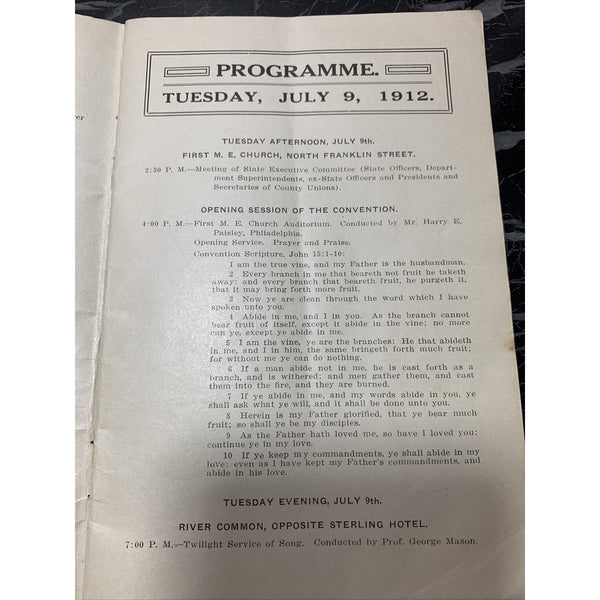 er
PROGRAMME.
TUESDAY, JULY 9, 1912.
TUESDAY AFTERNOON, JULY 9th.
FIRST M. E. CHURCH, NORTH FRANKLIN STREET.
2:30 P. M.—Meeting of State Executive Committee (State Officers, Depart-
ment Superintendents, ex-State Officers and Presidents and
Secretaries of County Unions).
OPENING SESSION OF THE CONVENTION.
4:00 P. M.—First M. E. Church Auditorium. Conducted by Mr. Harry E.
Paisley, Philadelphia.
Opening Service. Prayer and Praise.
Convention Scripture, John 15:1-10:
I am the true vine, and my Father is the husbandman.
2 Every branch in me that beareth not fruit he taketh
away: and every branch that beareth fruit, he purgeth it,
that it may bring forth more fruit.
3 Now ye are clean through the word which I have
spoken unto you.
4 Abide in me, and I in you. As the branch cannot
bear fruit of itself, except it abide in the vine; no more
can ye, except ye abide in me.
5 I am the vine, ye are the branches: He that abideth
in me, and I in him, the same bringeth forth much fruit;
for without me ye can do nothing.
6 If a man abide not in me, he is cast forth as a
branch, and is withered; and men gather them, and cast
them into the fire, and they are burned.
7 If ye abide in me, and my words abide in you, ye
shall ask what ye will, and it shall be done unto you.
8 Herein is my Father glorified, that ye bear much
fruit; so shall ye be my disciples.
9 As the Father hath loved me, so have I loved you:
continue ye in my love.
10 If ye keep my commandments, ye shall abide in my
love; even as I have kept my Father's commandments, and
abide in his love.
TUESDAY EVENING, JULY 9th.
RIVER COMMON, OPPOSITE STERLING HOTEL.
7:00 P. M.—Twilight Service of Song. Conducted by Prof. George Mason.